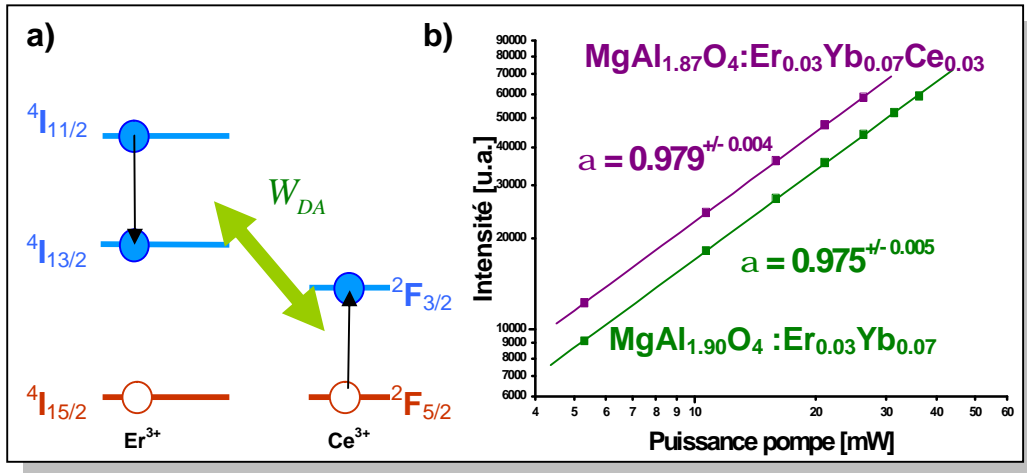 a)
⁴I₁₁/₂
⁴I₁₃/₂
⁴I₁₅/₂
Er³⁺
W_DA
²F₃/₂
²F₅/₂
Ce³⁺
b)
Intensité [u.a.]
90000
80000
70000
60000
50000
40000
30000
20000
10000
9000
8000
7000
6000
MgAl₁.₈₇O₄:Er₀.₀₃Yb₀.₀₇Ce₀.₀₃
a = 0.979⁺/⁻ ⁰·⁰⁰⁴
a = 0.975⁺/⁻ ⁰·⁰⁰⁵
MgAl₁.₉₀O₄ :Er₀.₀₃Yb₀.₀₇
4 5 6 7 8 9 10 20 30 40 50 60
Puissance pompe [mW]